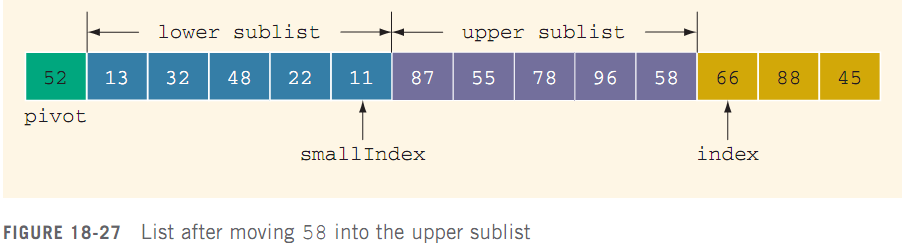 lower sublist upper sublist
52 13 32 48 22 11 87 55 78 96 58 66 88 45
pivot
smallIndex index
FIGURE 18-27 List after moving 58 into the upper sublist